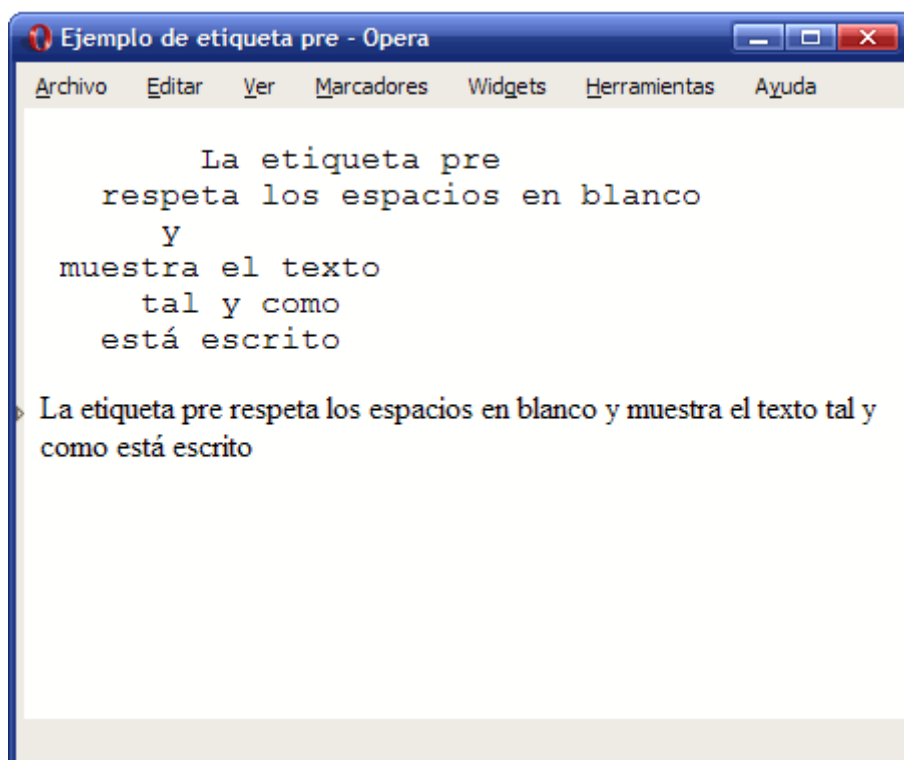 Ejemplo de etiqueta pre - Opera
Archivo Editar Ver Marcadores Widgets Herramientas Ayuda
La etiqueta pre
respeta los espacios en blanco
y
muestra el texto
tal y como
está escrito
La etiqueta pre respeta los espacios en blanco y muestra el texto tal y
como está escrito